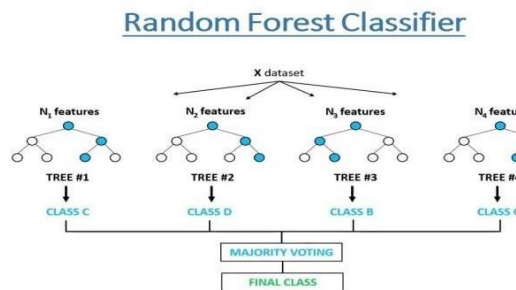 Random Forest Classifier
X dataset
N₁ features N₂ features N₃ features N₄
TREE #1 TREE #2 TREE #3
CLASS C CLASS D CLASS B CLASS
MAJORITY VOTING
FINAL CLASS